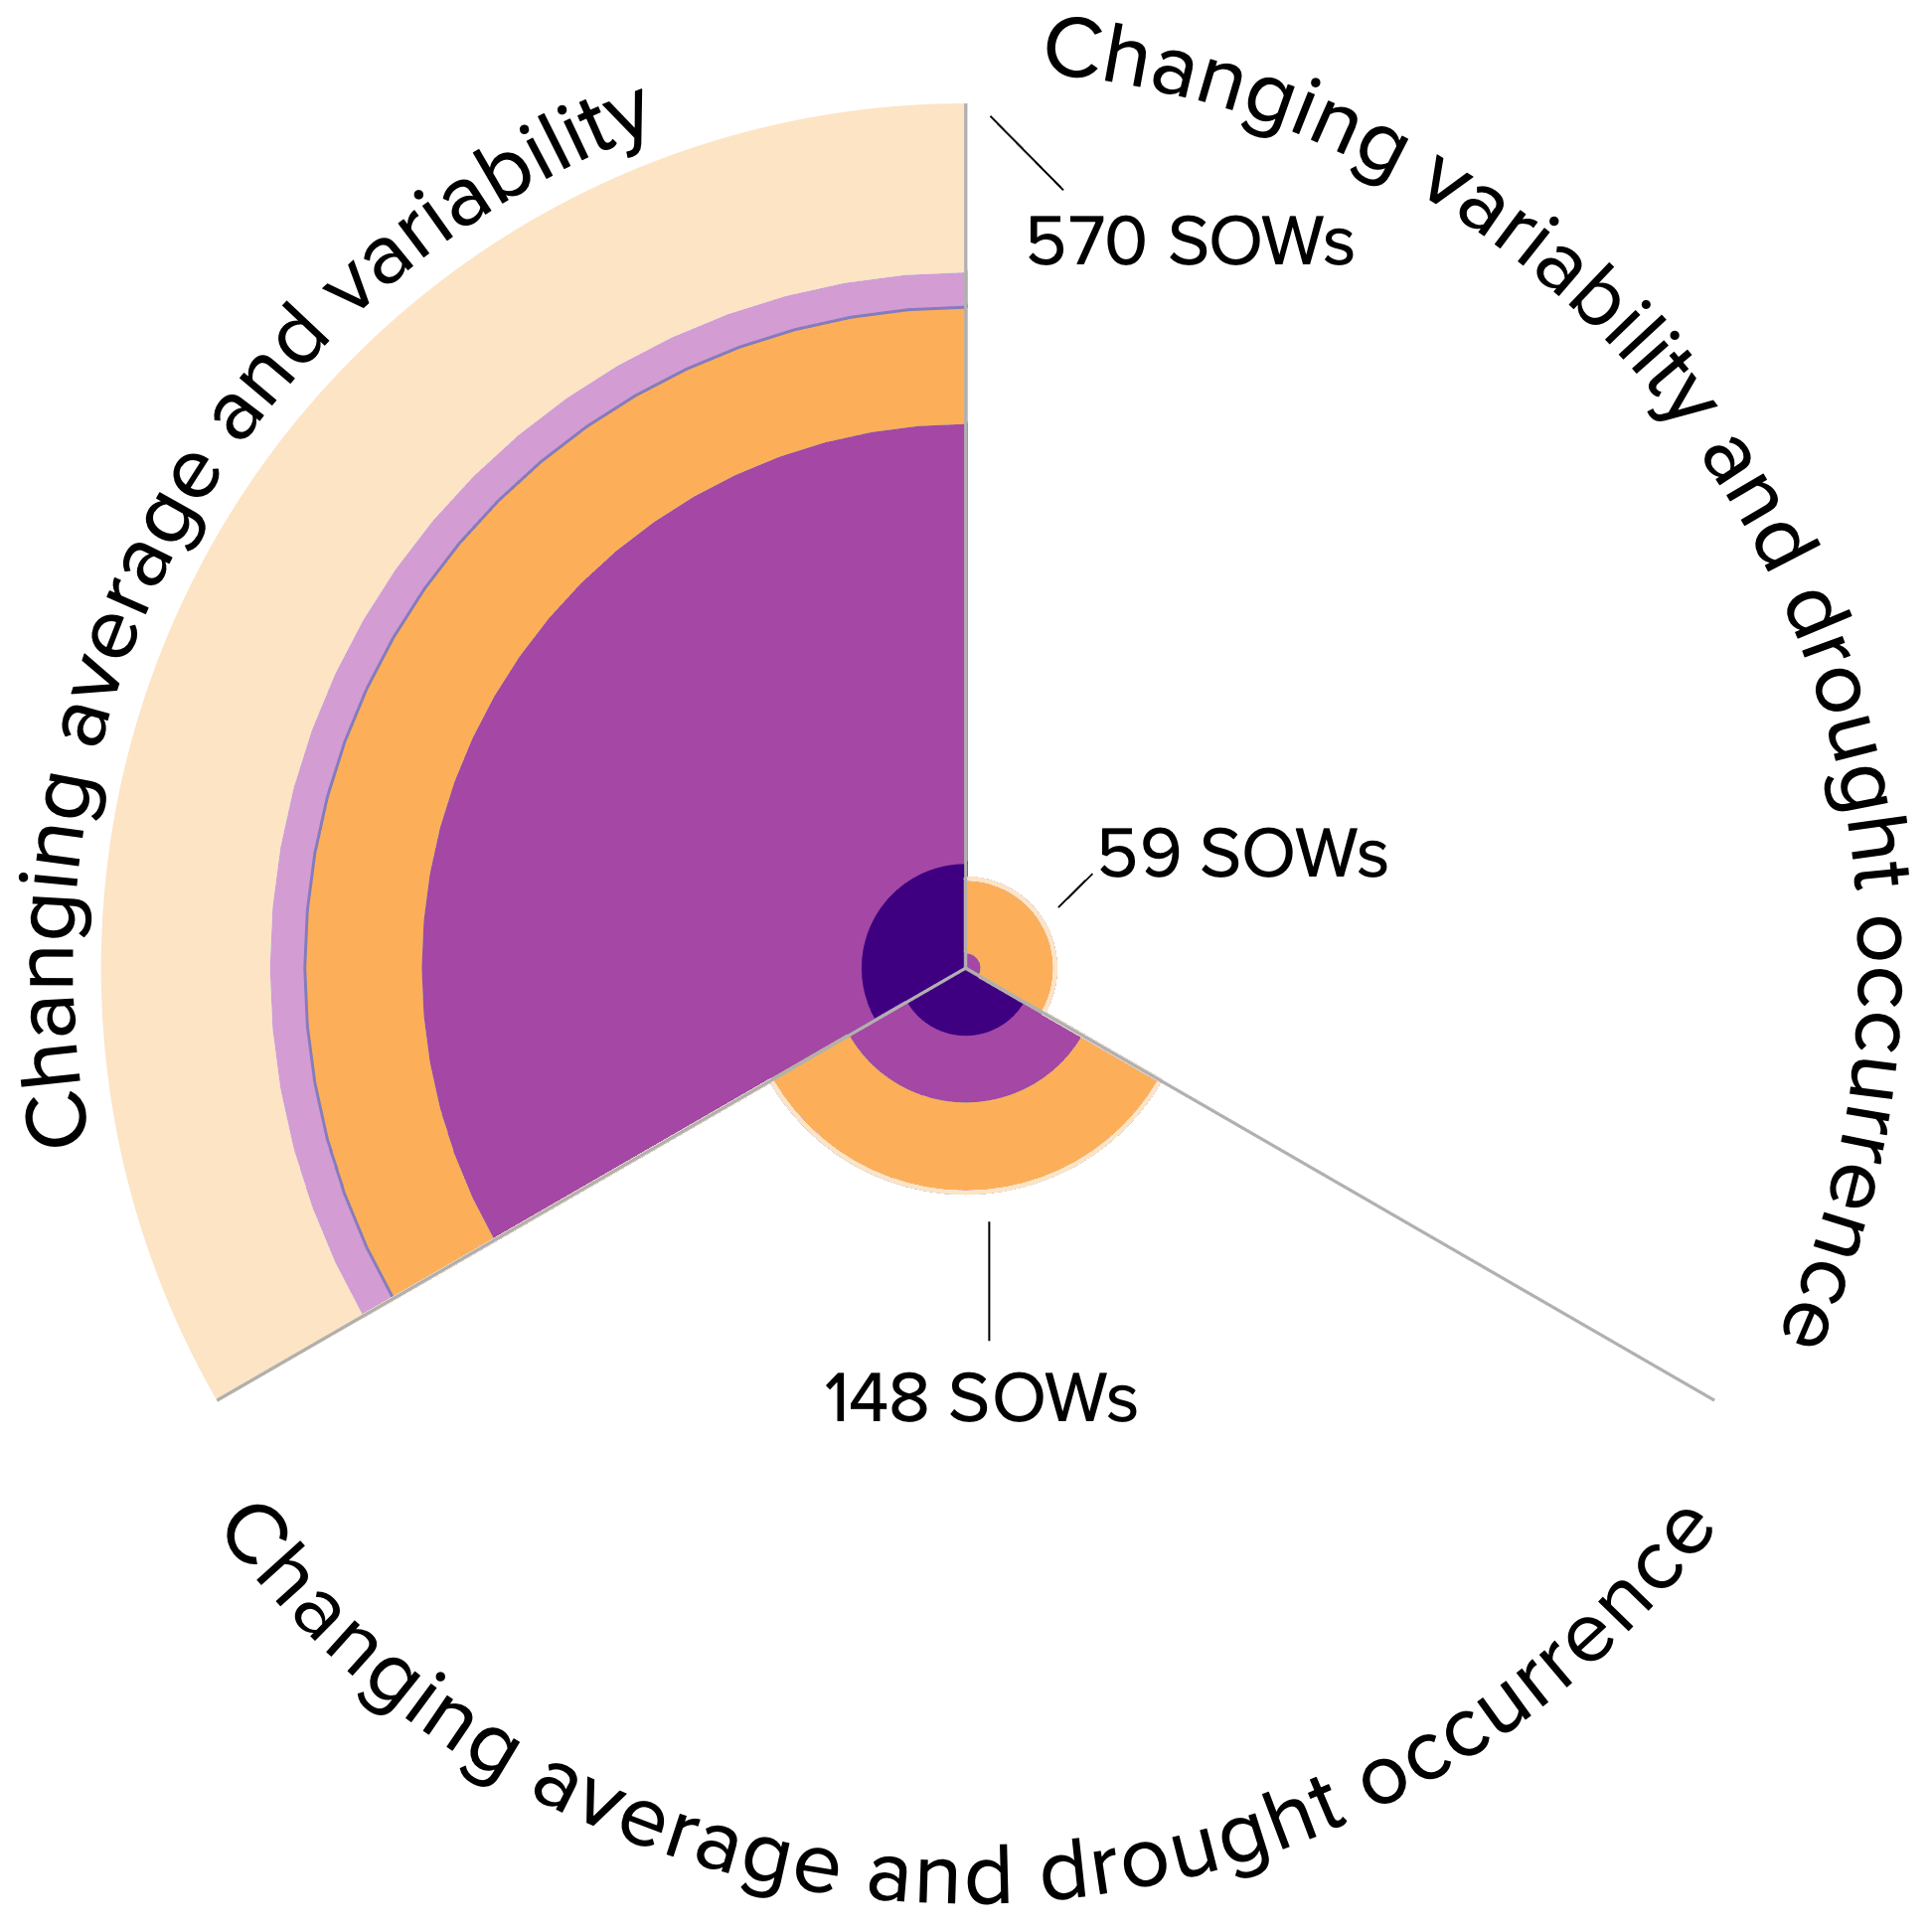 Changing average and variability
Changing variability and drought occurrence
570 SOWs
59 SOWs
148 SOWs
Changing average and drought occurrence